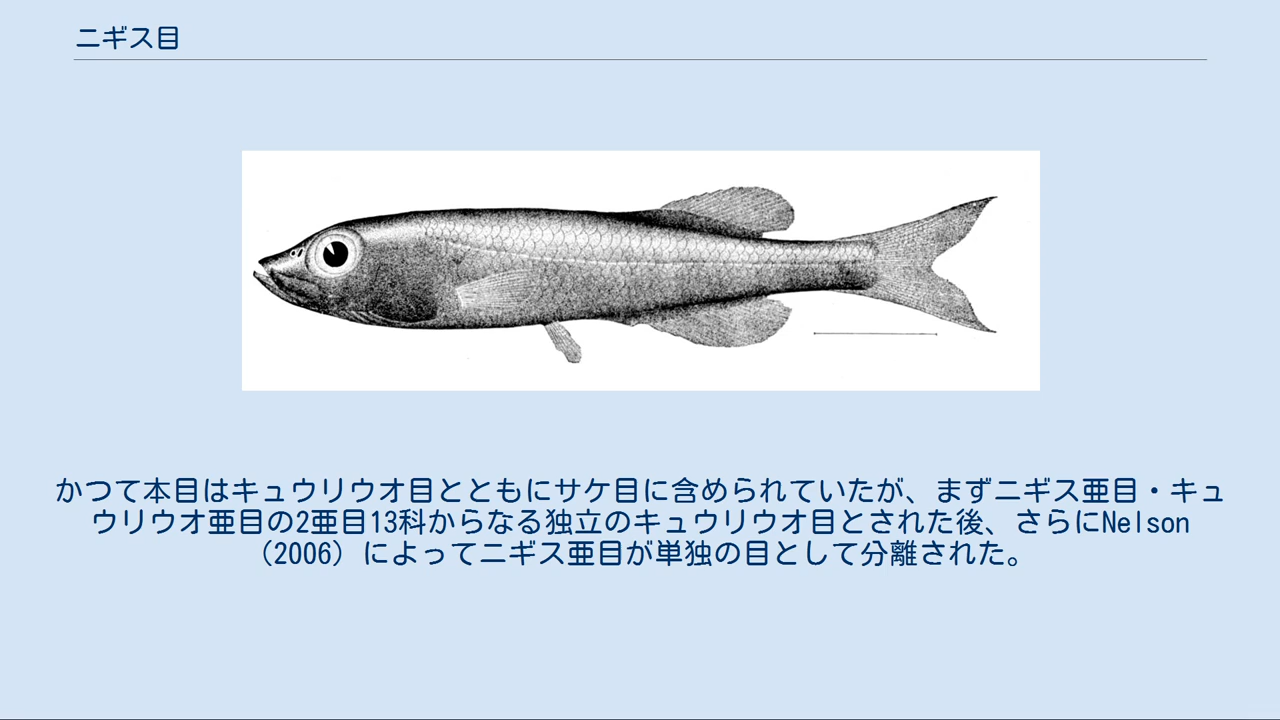 ニギス目
かつて本目はキュウリウオ目とともにサケ目に含められていたが、まずニギス亜目・キュ
ウリウオ亜目の2亜目13科からなる独立のキュウリウオ目とされた後、さらにNelson
（2006）によってニギス亜目が単独の目として分離された。